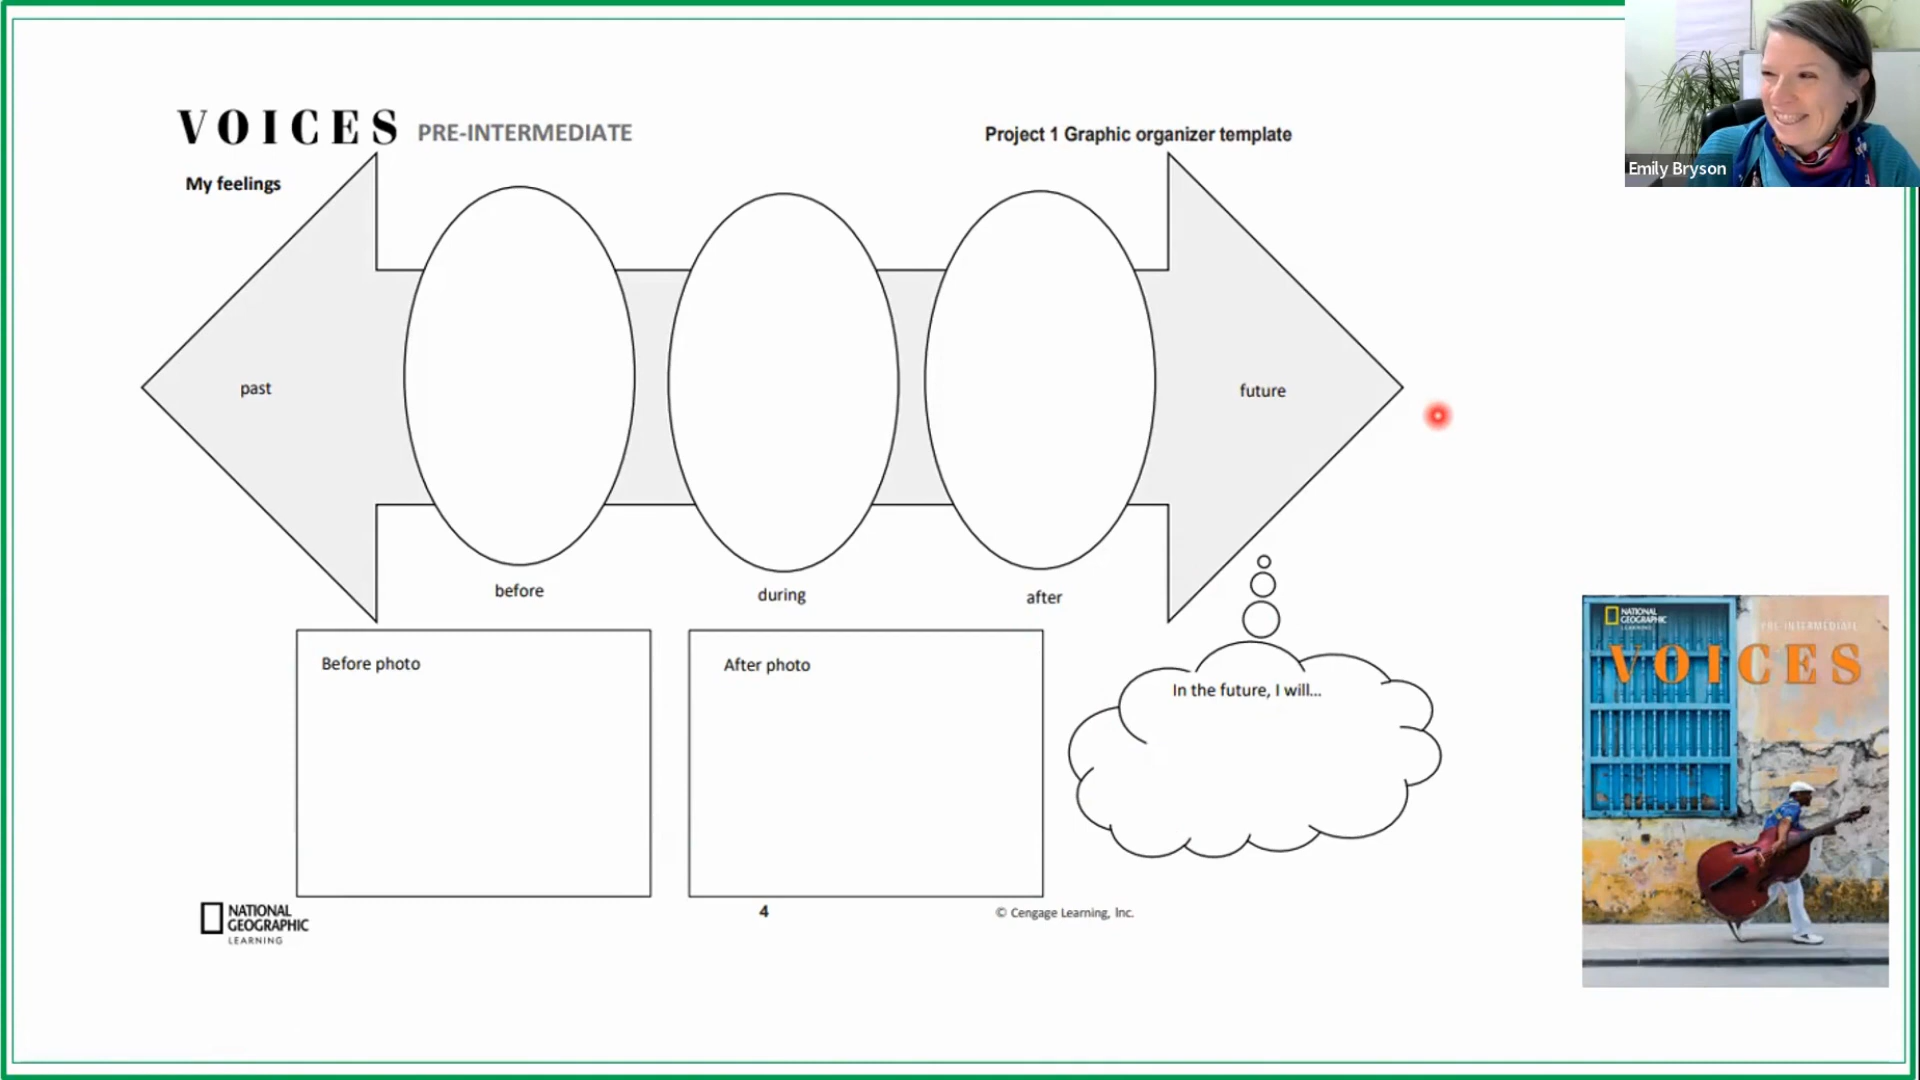 VOICES PRE-INTERMEDIATE
Project 1 Graphic organizer template
My feelings
past
future
before
during
after
Before photo
After photo
In the future, I will...
NATIONAL
GEOGRAPHIC
LEARNING
4
© Cengage Learning, Inc.
Emily Bryson
NATIONAL
GEOGRAPHIC
LEARNING
PRE-INTERMEDIATE
VOICES